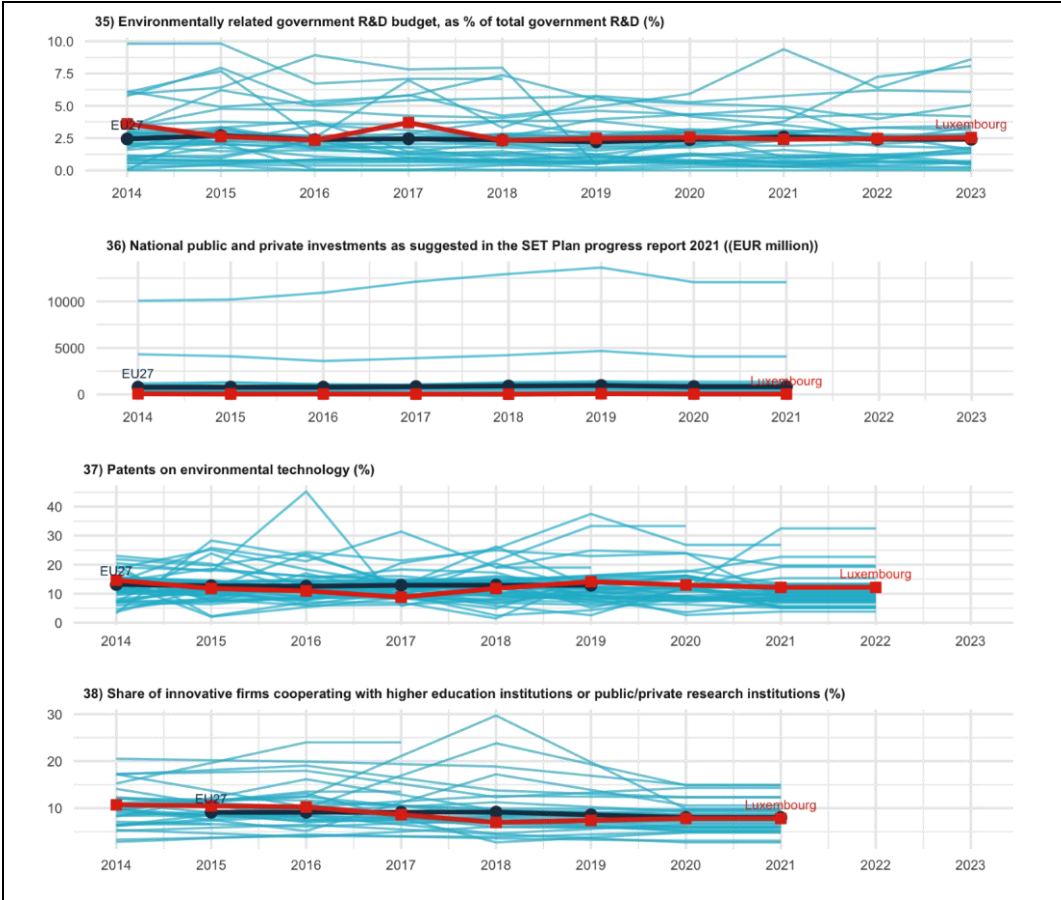 35) Environmentally related government R&D budget, as % of total government R&D (%)
10.0
7.5
5.0
EU27
Luxembourg
2.5
0.0
2014 2015 2016 2017 2018 2019 2020 2021 2022 2023
36) National public and private investments as suggested in the SET Plan progress report 2021 ((EUR million))
10000
5000
EU27
Luxembourg
0
2014 2015 2016 2017 2018 2019 2020 2021 2022 2023
37) Patents on environmental technology (%)
40
30
20
EU27
Luxembourg
10
0
2014 2015 2016 2017 2018 2019 2020 2021 2022 2023
38) Share of innovative firms cooperating with higher education institutions or public/private research institutions (%)
30
20
EU27
Luxembourg
10
2014 2015 2016 2017 2018 2019 2020 2021 2022 2023